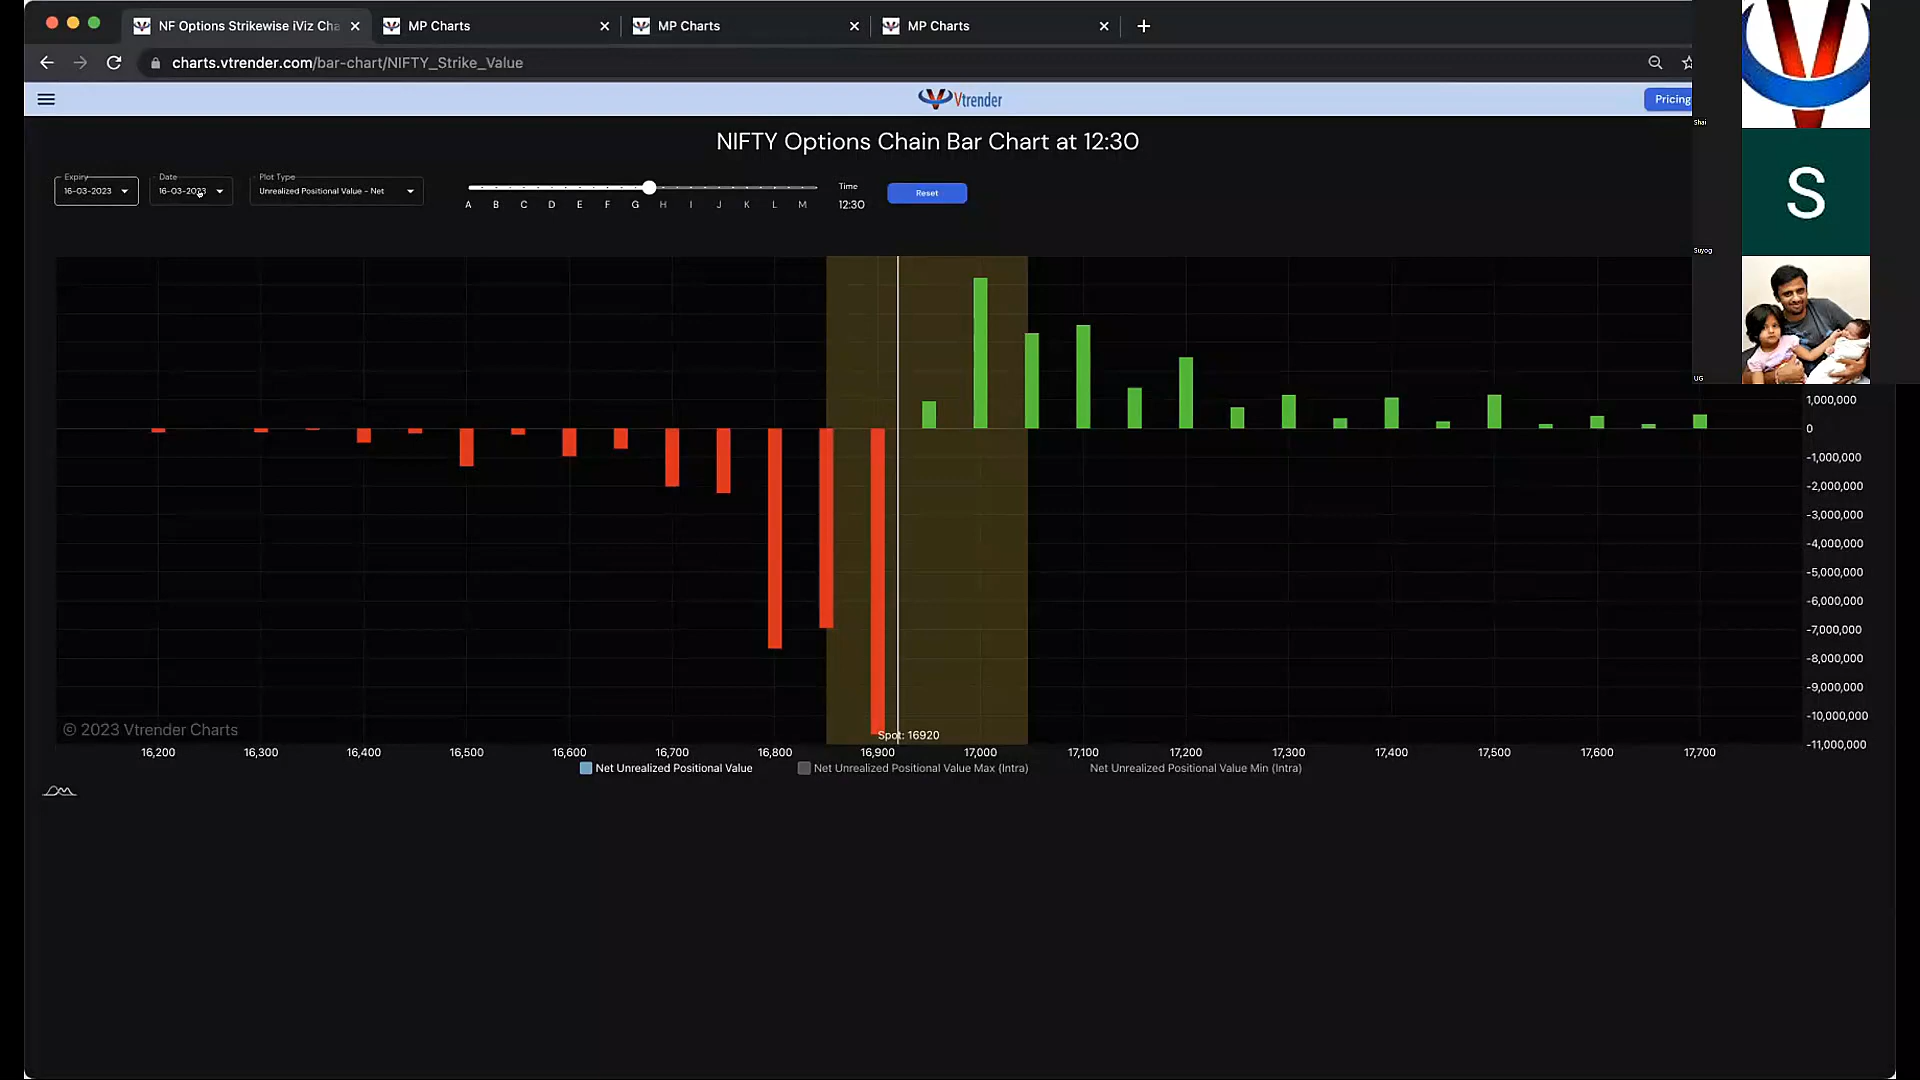 NF Options Strikewise iViz Cha
MP Charts
MP Charts
MP Charts
charts.vtrender.com/bar-chart/NIFTY_Strike_Value
Vtrender
Pricing
Shai
NIFTY Options Chain Bar Chart at 12:30
Expiry
16-03-2023
Date
16-03-2023
Plot Type
Unrealized Positional Value - Net
A B C D E F G H I J K L M
Time
12:30
Reset
S
Suyog
UG
1,000,000
0
-1,000,000
-2,000,000
-3,000,000
-4,000,000
-5,000,000
-6,000,000
-7,000,000
-8,000,000
-9,000,000
-10,000,000
-11,000,000
© 2023 Vtrender Charts
Spot: 16920
16,200 16,300 16,400 16,500 16,600 16,700 16,800 16,900 17,000 17,100 17,200 17,300 17,400 17,500 17,600 17,700
Net Unrealized Positional Value Net Unrealized Positional Value Max (Intra) Net Unrealized Positional Value Min (Intra)